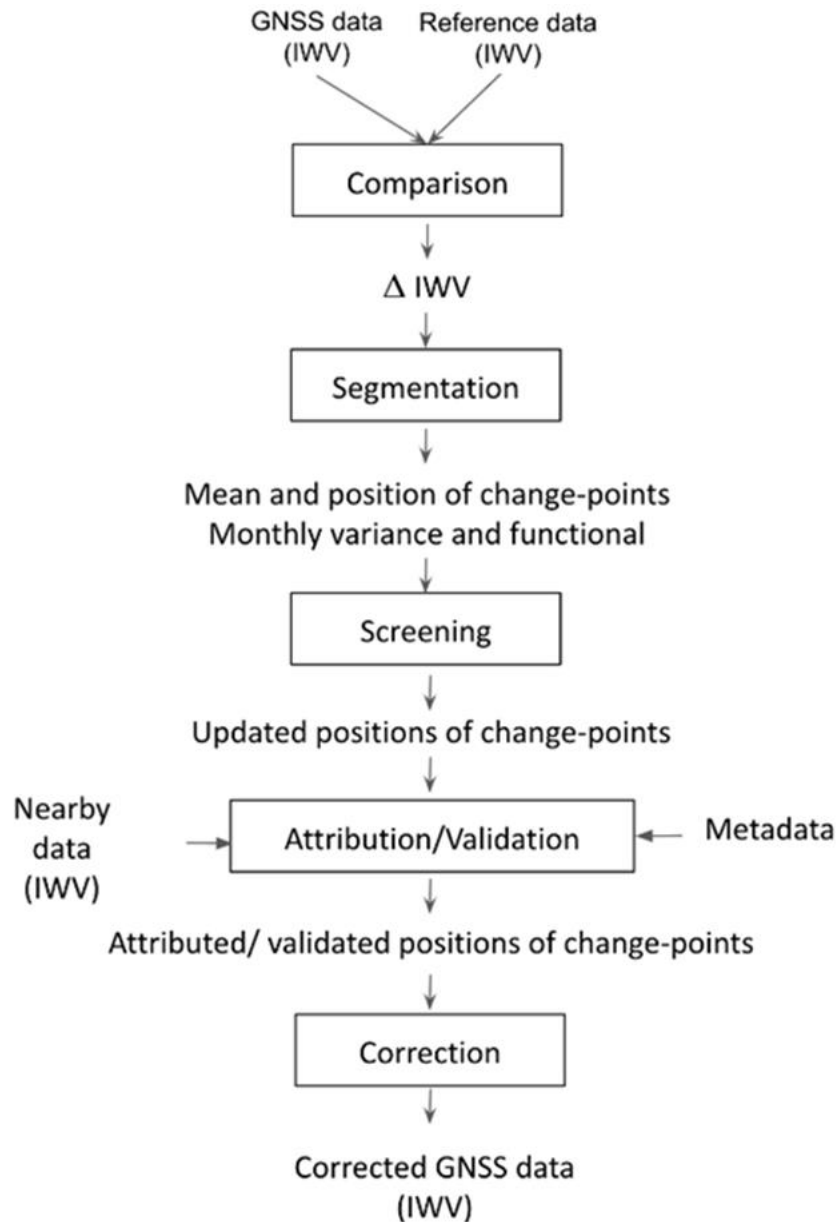 GNSS data
(IWV)
Reference data
(IWV)
Comparison
Δ IWV
Segmentation
Mean and position of change-points
Monthly variance and functional
Screening
Updated positions of change-points
Nearby
data
(IWV)
Attribution/Validation
Metadata
Attributed/ validated positions of change-points
Correction
Corrected GNSS data
(IWV)